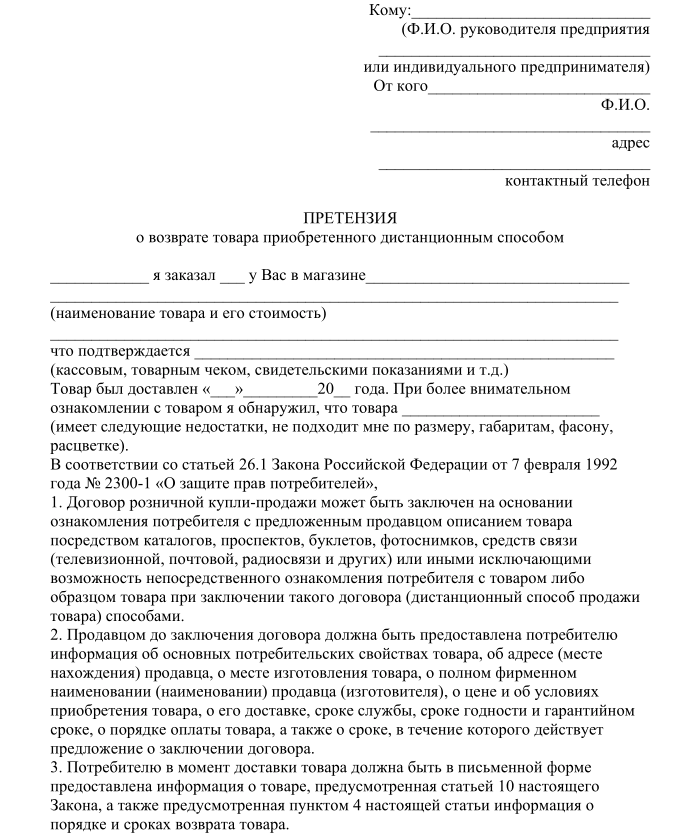 Кому:____________________________
(Ф.И.О. руководителя предприятия
_________________________________
или индивидуального предпринимателя)
От кого___________________________
Ф.И.О.
__________________________________
адрес
_________________________________
контактный телефон
ПРЕТЕНЗИЯ
о возврате товара приобретенного дистанционным способом
____________ я заказал ___ у Вас в магазине________________________________
_____________________________________________________________________
(наименование товара и его стоимость)
_____________________________________________________________________
что подтверждается ___________________________________________________
(кассовым, товарным чеком, свидетельскими показаниями и т.д.)
Товар был доставлен «___»_________20__ года. При более внимательном
ознакомлении с товаром я обнаружил, что товара ________________________
(имеет следующие недостатки, не подходит мне по размеру, габаритам, фасону,
расцветке).
В соответствии со статьей 26.1 Закона Российской Федерации от 7 февраля 1992
года № 2300-1 «О защите прав потребителей»,
1. Договор розничной купли-продажи может быть заключен на основании
ознакомления потребителя с предложенным продавцом описанием товара
посредством каталогов, проспектов, буклетов, фотоснимков, средств связи
(телевизионной, почтовой, радиосвязи и других) или иными исключающими
возможность непосредственного ознакомления потребителя с товаром либо
образцом товара при заключении такого договора (дистанционный способ продажи
товара) способами.
2. Продавцом до заключения договора должна быть предоставлена потребителю
информация об основных потребительских свойствах товара, об адресе (месте
нахождения) продавца, о месте изготовления товара, о полном фирменном
наименовании (наименовании) продавца (изготовителя), о цене и об условиях
приобретения товара, о его доставке, сроке службы, сроке годности и гарантийном
сроке, о порядке оплаты товара, а также о сроке, в течение которого действует
предложение о заключении договора.
3. Потребителю в момент доставки товара должна быть в письменной форме
предоставлена информация о товаре, предусмотренная статьей 10 настоящего
Закона, а также предусмотренная пунктом 4 настоящей статьи информация о
порядке и сроках возврата товара.